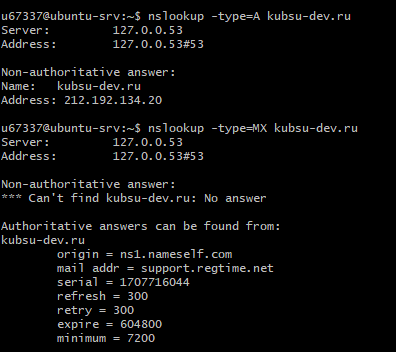 u67337@ubuntu-srv:~$ nslookup -type=A kubsu-dev.ru
Server:         127.0.0.53
Address:        127.0.0.53#53
Non-authoritative answer:
Name:   kubsu-dev.ru
Address: 212.192.134.20
u67337@ubuntu-srv:~$ nslookup -type=MX kubsu-dev.ru
Server:         127.0.0.53
Address:        127.0.0.53#53
Non-authoritative answer:
*** Can't find kubsu-dev.ru: No answer
Authoritative answers can be found from:
kubsu-dev.ru
        origin = ns1.nameself.com
        mail addr = support.regtime.net
        serial = 1707716044
        refresh = 300
        retry = 300
        expire = 604800
        minimum = 7200